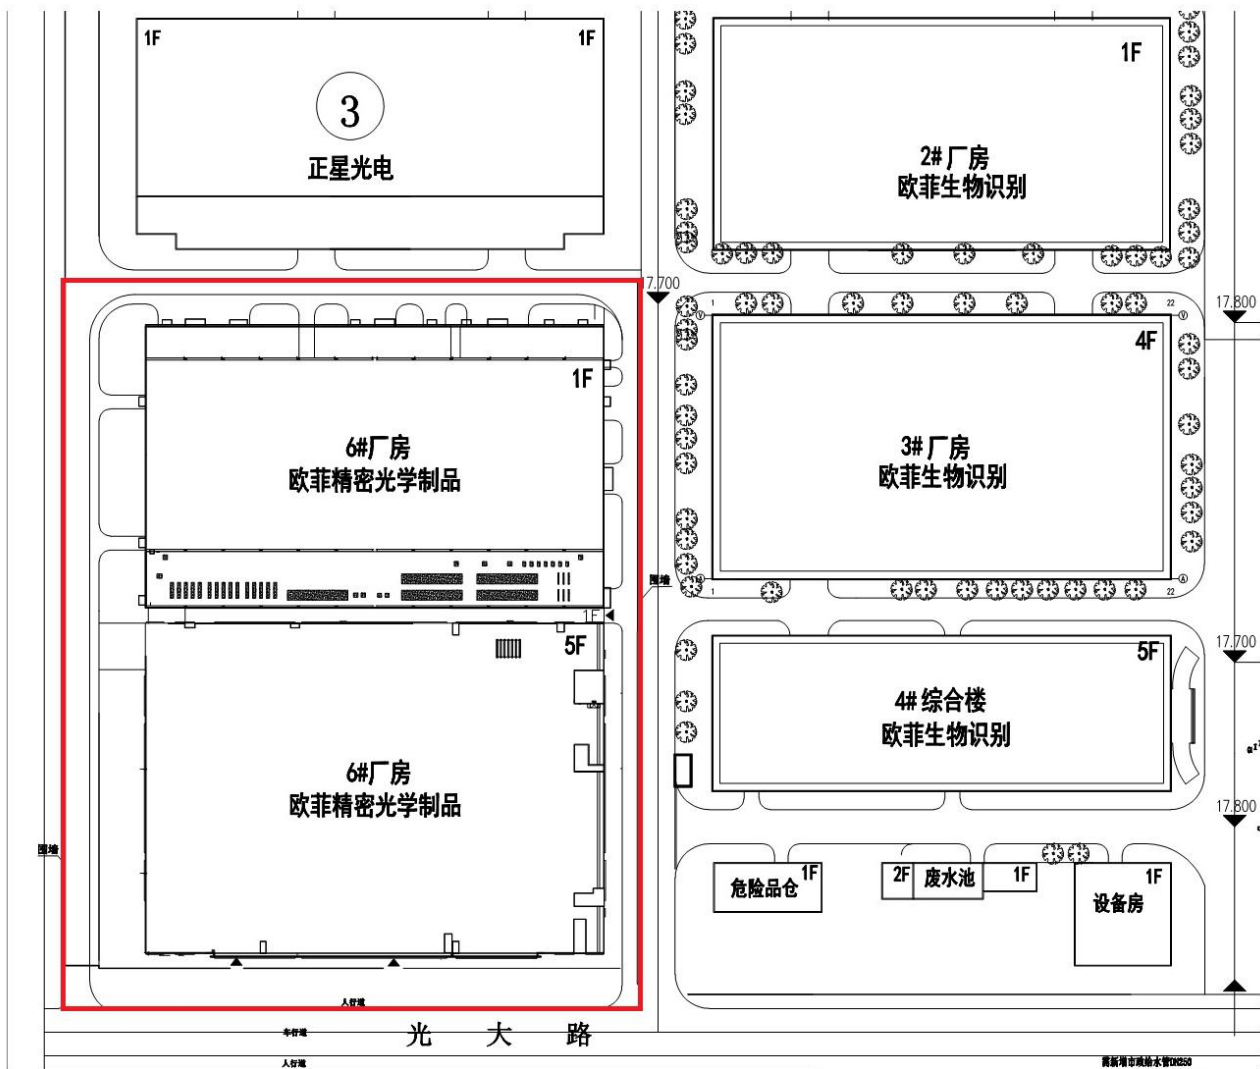 1F
1F
3
正星光电
1F
2#厂房
欧菲生物识别
17.700
17.800
1
22
1F
6#厂房
欧菲精密光学制品
4F
3#厂房
欧菲生物识别
围墙
1
22
1F
5F
6#厂房
欧菲精密光学制品
5F
4#综合楼
欧菲生物识别
17.700
17.800
围墙
危险品仓
1F
2F
废水池
1F
1F
设备房
人行道
车行道
光大路
人行道